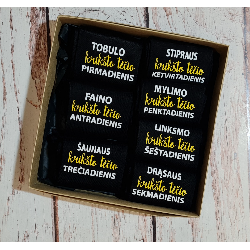 TOBULO
krikšto tėčio
PIRMADIENIS
FAINO
krikšto tėčio
ANTRADIENIS
ŠAUNAUS
krikšto tėčio
TREČIADIENIS
STIPRAUS
krikšto tėčio
KETVIRTADIENIS
MYLIMO
krikšto tėčio
PENKTADIENIS
LINKSMO
krikšto tėčio
ŠEŠTADIENIS
DRĄSAUS
krikšto tėčio
SEKMADIENIS